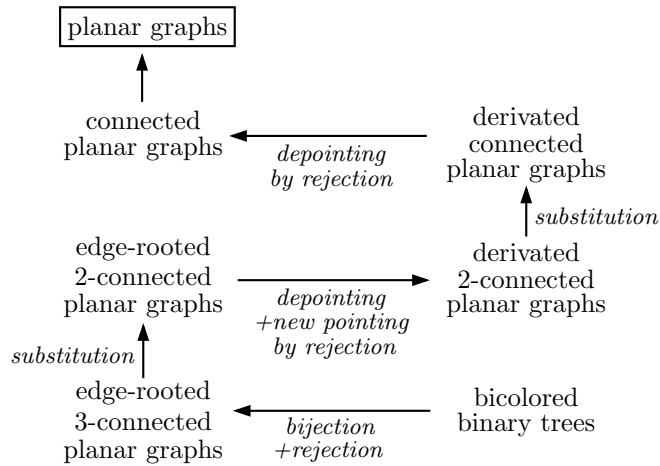 planar graphs
connected
planar graphs
depointing
by rejection
derivated
connected
planar graphs
substitution
edge-rooted
2-connected
planar graphs
depointing
+new pointing
by rejection
derivated
2-connected
planar graphs
substitution
edge-rooted
3-connected
planar graphs
bijection
+rejection
bicolored
binary trees